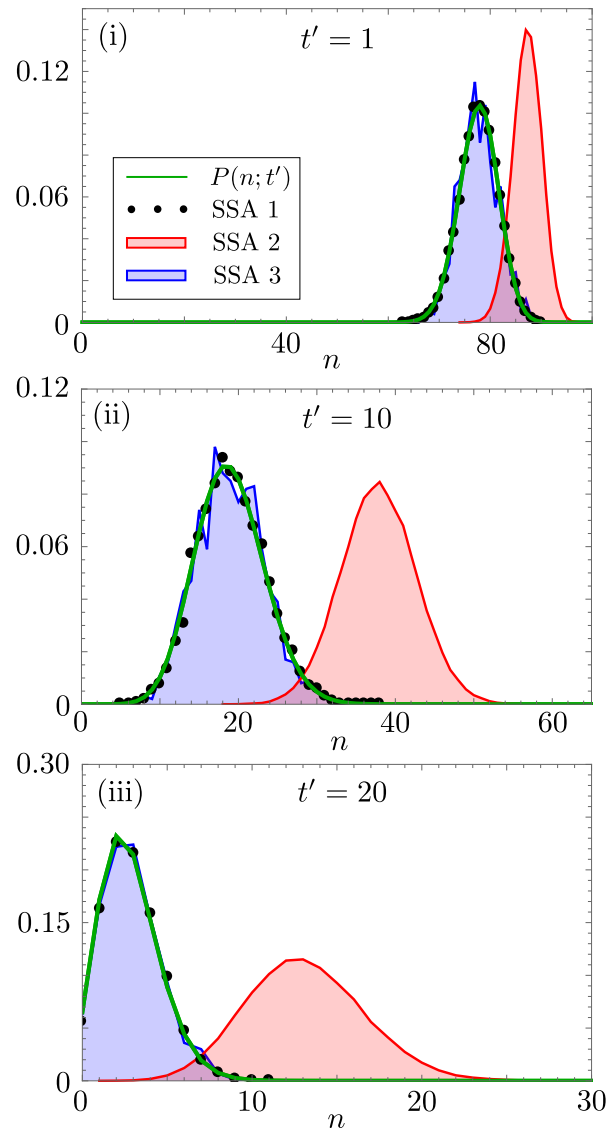 (i) t′ = 1
0.12
0.06
0
P(n; t′)
SSA 1
SSA 2
SSA 3
0 40 80
n
(ii) t′ = 10
0.12
0.06
0
0 20 40 60
n
(iii) t′ = 20
0.30
0.15
0
0 10 20 30
n